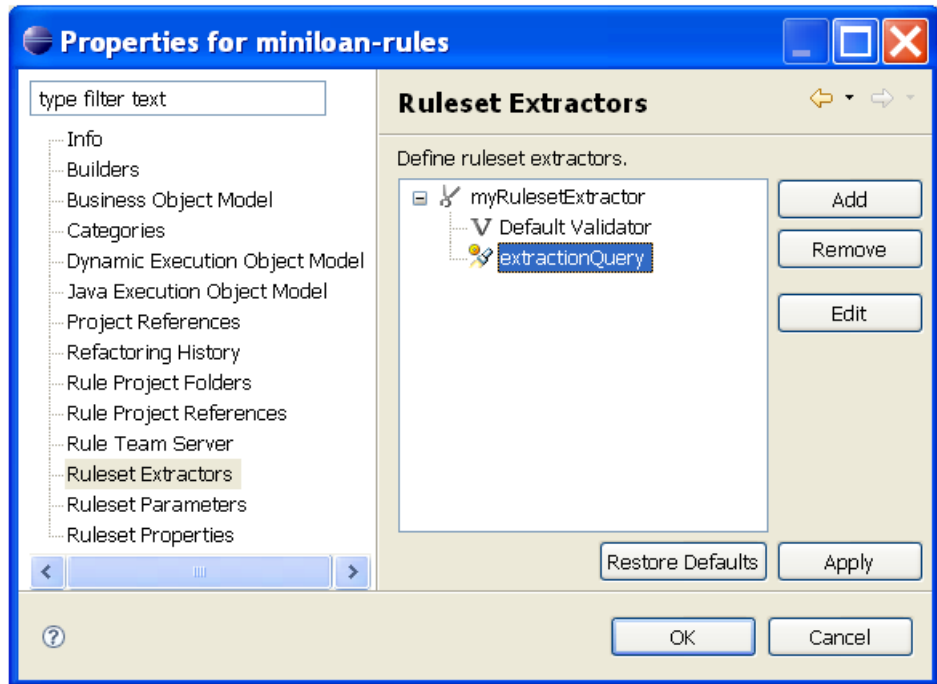 Properties for miniloan-rules
type filter text
Info
Builders
Business Object Model
Categories
Dynamic Execution Object Model
Java Execution Object Model
Project References
Refactoring History
Rule Project Folders
Rule Project References
Rule Team Server
Ruleset Extractors
Ruleset Parameters
Ruleset Properties
Ruleset Extractors
Define ruleset extractors.
myRulesetExtractor
Default Validator
extractionQuery
Add
Remove
Edit
Restore Defaults
Apply
OK
Cancel